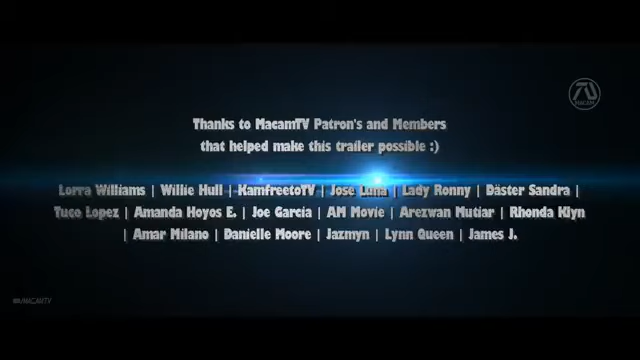 MACAM
Thanks to MacamTV Patron's and Members
that helped make this trailer possible :)
Lorra Williams | Willie Hull | KamfreetoTV | Jose Luna | Lady Ronny | Däster Sandra |
Tuco Lopez | Amanda Hoyos E. | Joe Garcia | AM Movie | Arezwan Mutiar | Rhonda Klyn
| Amar Milano | Danielle Moore | Jazmyn | Lynn Queen | James J.